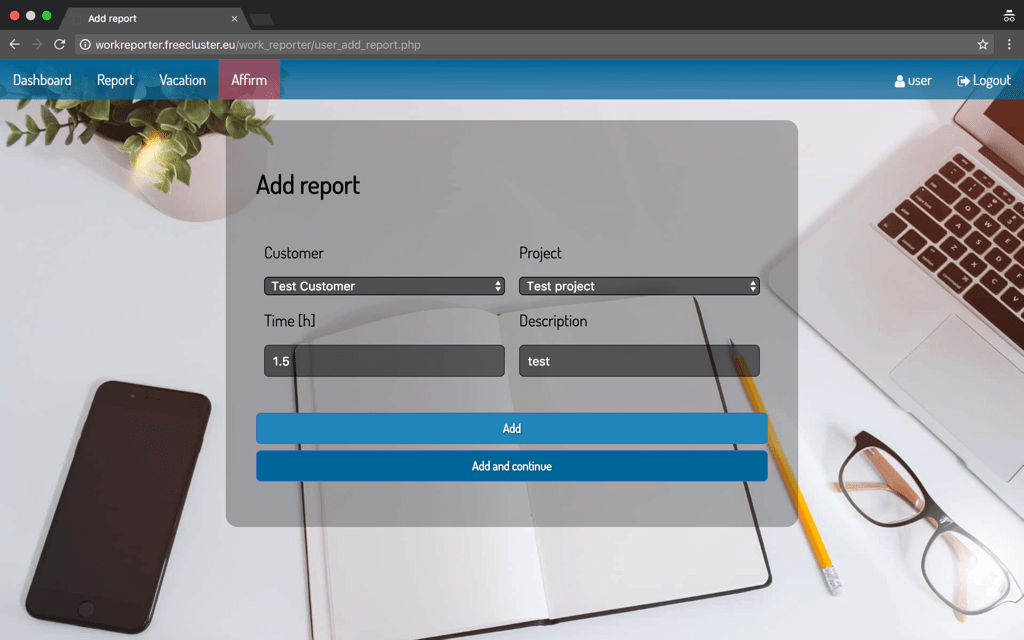 Add report
workreporter.freecluster.eu/work_reporter/user_add_report.php
Dashboard Report Vacation Affirm user Logout
Add report
Customer Project
Test Customer Test project
Time [h] Description
1.5 test
Add
Add and continue